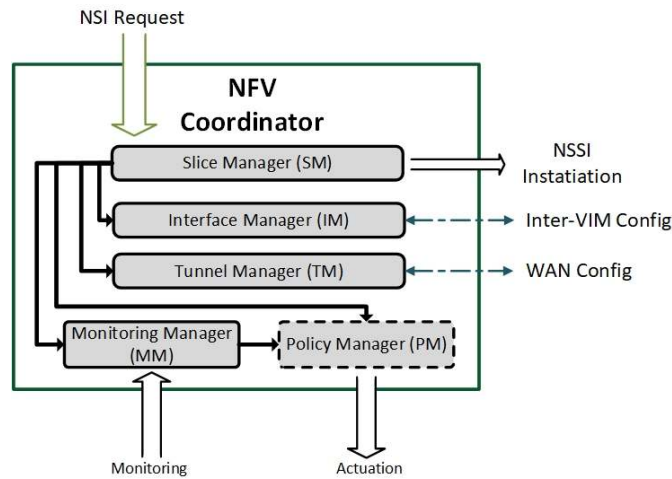 NSI Request
NFV
Coordinator
Slice Manager (SM)
NSSI
Instatiation
Interface Manager (IM)
Inter-VIM Config
Tunnel Manager (TM)
WAN Config
Monitoring Manager
(MM)
Policy Manager (PM)
Monitoring
Actuation